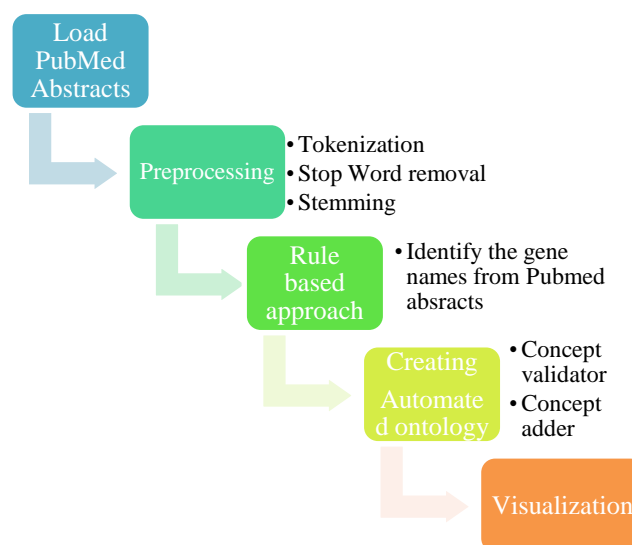 Load
PubMed
Abstracts
Preprocessing
• Tokenization
• Stop Word removal
• Stemming
Rule
based
approach
• Identify the gene
names from Pubmed
absracts
Creating
Automate
d ontology
• Concept
validator
• Concept
adder
Visualization